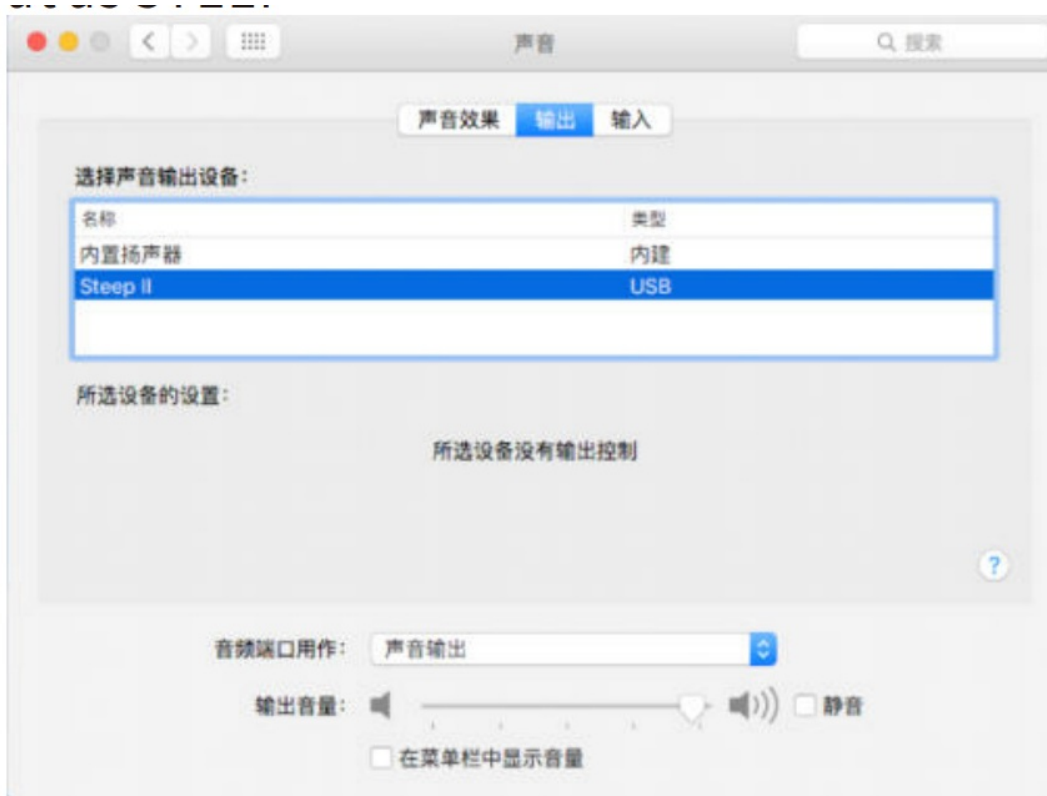 声音
搜索
声音效果 输出 输入
选择声音输出设备：
名称 类型
内置扬声器 内建
Steep II USB
所选设备的设置：
所选设备没有输出控制
?
音频端口用作： 声音输出
输出音量： 静音
在菜单栏中显示音量